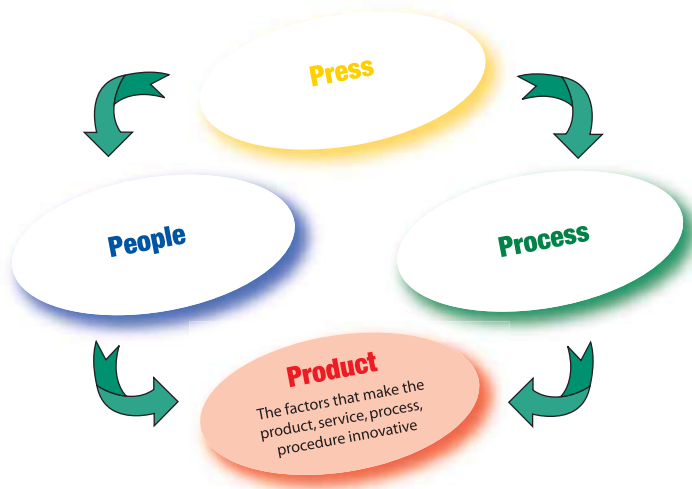 Press
People
Process
Product
The factors that make the
product, service, process,
procedure innovative